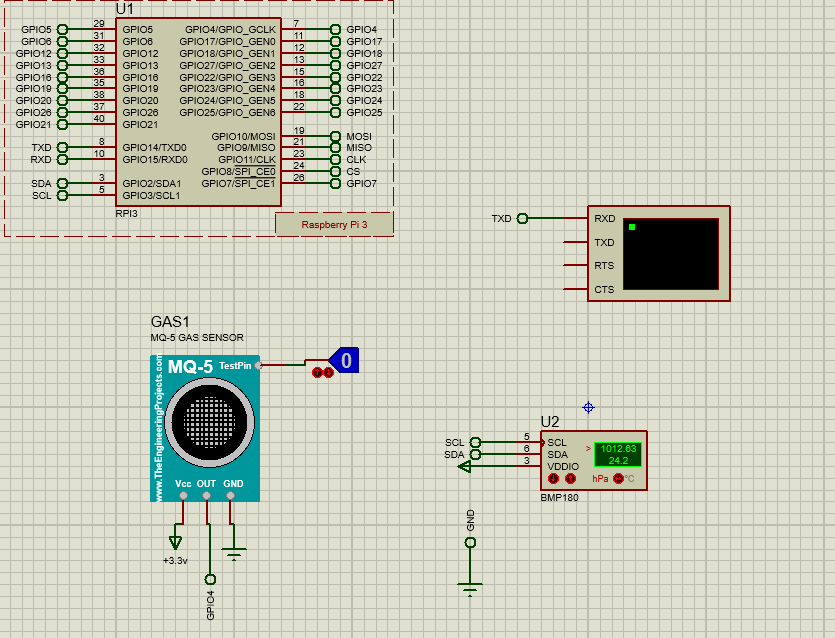 U1
GPIO5 29 GPIO5 GPIO4/GPIO_GCLK 7 GPIO4
GPIO6 31 GPIO6 GPIO17/GPIO_GEN0 11 GPIO17
GPIO12 32 GPIO12 GPIO18/GPIO_GEN1 12 GPIO18
GPIO13 33 GPIO13 GPIO27/GPIO_GEN2 13 GPIO27
GPIO16 36 GPIO16 GPIO22/GPIO_GEN3 15 GPIO22
GPIO19 35 GPIO19 GPIO23/GPIO_GEN4 16 GPIO23
GPIO20 38 GPIO20 GPIO24/GPIO_GEN5 18 GPIO24
GPIO26 37 GPIO26 GPIO25/GPIO_GEN6 22 GPIO25
GPIO21 40 GPIO21
GPIO10/MOSI 19 MOSI
TXD 8 GPIO14/TXD0 GPIO9/MISO 21 MISO
RXD 10 GPIO15/RXD0 GPIO11/CLK 23 CLK
GPIO8/SPI_CE0 24 CS
SDA 3 GPIO2/SDA1 GPIO7/SPI_CE1 26 GPIO7
SCL 5 GPIO3/SCL1
RPI3
Raspberry Pi 3
TXD RXD
TXD
RTS
CTS
GAS1
MQ-5 GAS SENSOR
MQ-5 TestPin
0
www.TheEngineeringProjects.com
Vcc OUT GND
+3.3v
GPIO4
U2
SCL 5 SCL
SDA 6 SDA
3 VDDIO
> 1012.63
24.2
hPa °C
BMP180
GND